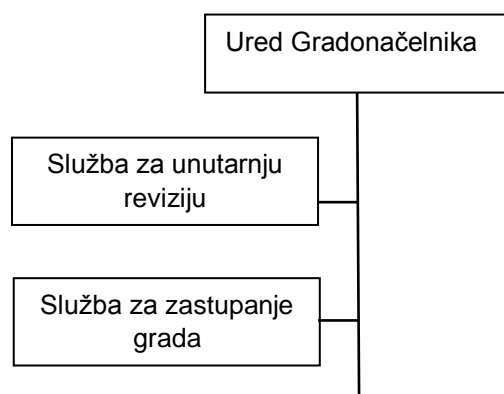 Ured Gradonačelnika
Služba za unutarnju
reviziju
Služba za zastupanje
grada